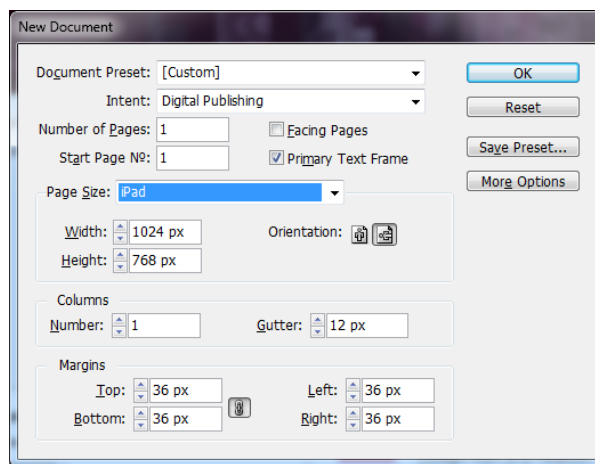 New Document
Document Preset: [Custom]
OK
Intent: Digital Publishing
Reset
Number of Pages: 1
Facing Pages
Save Preset...
Start Page Nº: 1
Primary Text Frame
More Options
Page Size: iPad
Width: 1024 px
Orientation:
Height: 768 px
Columns
Number: 1
Gutter: 12 px
Margins
Top: 36 px
Left: 36 px
Bottom: 36 px
Right: 36 px